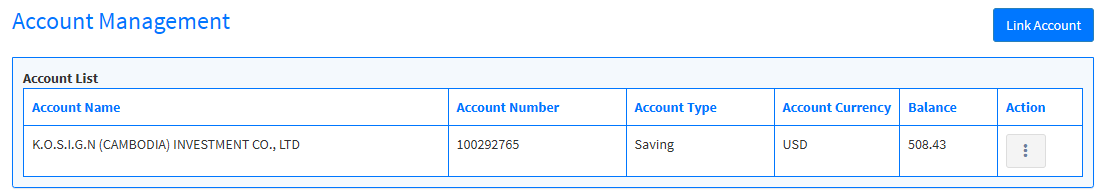 Account Management
Link Account
Account List
Account Name Account Number Account Type Account Currency Balance Action
K.O.S.I.G.N (CAMBODIA) INVESTMENT CO., LTD 100292765 Saving USD 508.43